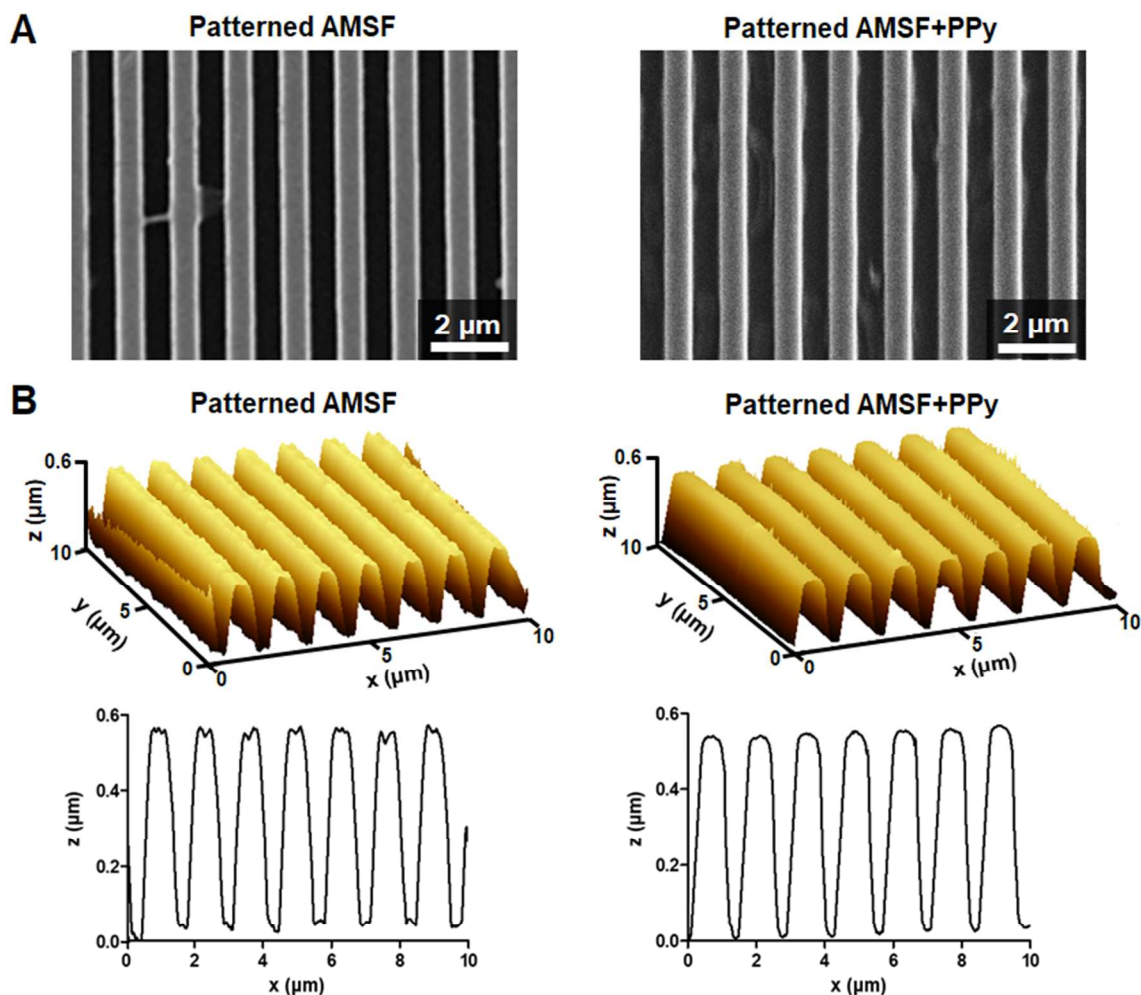 A
Patterned AMSF
Patterned AMSF+PPy
2 µm
2 µm
B
Patterned AMSF
Patterned AMSF+PPy
0.6
z (µm)
10
y (µm)
5
0
0
5
x (µm)
10
0.6
z (µm)
10
y (µm)
5
0
0
5
x (µm)
10
0.6
0.4
z (µm)
0.2
0.0
0 2 4 6 8 10
x (µm)
0.6
0.4
z (µm)
0.2
0.0
0 2 4 6 8 10
x (µm)